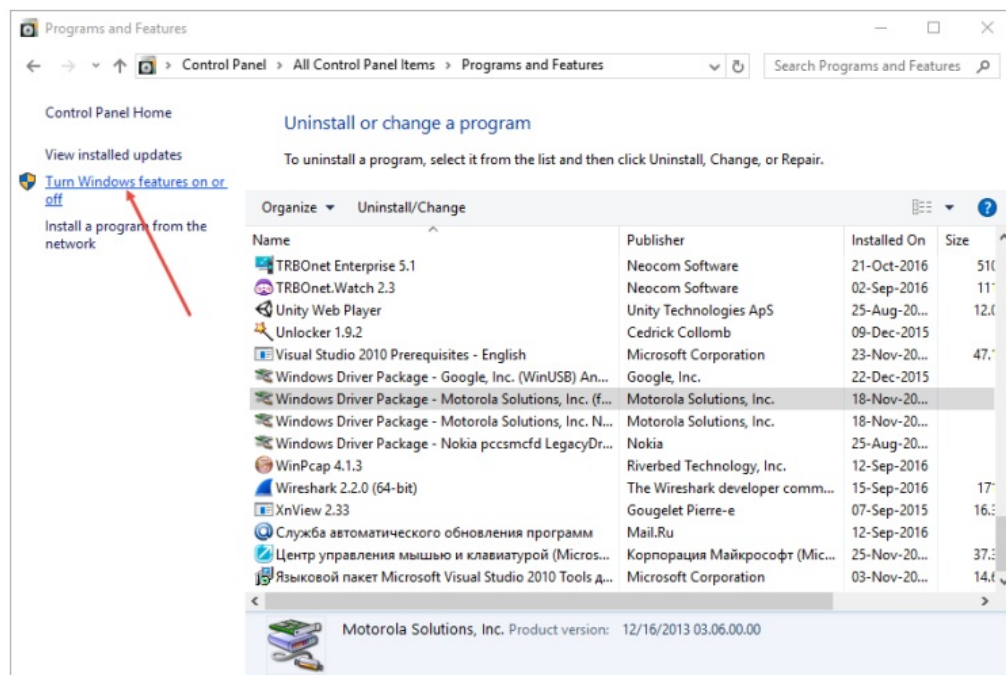 Programs and Features
Control Panel > All Control Panel Items > Programs and Features
Search Programs and Features
Control Panel Home
View installed updates
Turn Windows features on or
off
Install a program from the
network
Uninstall or change a program
To uninstall a program, select it from the list and then click Uninstall, Change, or Repair.
Organize Uninstall/Change
Name Publisher Installed On Size
TRBOnet Enterprise 5.1 Neocom Software 21-Oct-2016
TRBOnet.Watch 2.3 Neocom Software 02-Sep-2016
Unity Web Player Unity Technologies ApS 25-Aug-20...
Unlocker 1.9.2 Cedrick Collomb 09-Dec-2015
Visual Studio 2010 Prerequisites - English Microsoft Corporation 23-Nov-20...
Windows Driver Package - Google, Inc. (WinUSB) An... Google, Inc. 22-Dec-2015
Windows Driver Package - Motorola Solutions, Inc. (f... Motorola Solutions, Inc. 18-Nov-20...
Windows Driver Package - Motorola Solutions, Inc. N... Motorola Solutions, Inc. 18-Nov-20...
Windows Driver Package - Nokia pccsmcfd LegacyDr... Nokia 25-Aug-20...
WinPcap 4.1.3 Riverbed Technology, Inc. 12-Sep-2016
Wireshark 2.2.0 (64-bit) The Wireshark developer comm... 15-Sep-2016
XnView 2.33 Gougelet Pierre-e 07-Sep-2015
Служба автоматического обновления программ Mail.Ru 12-Sep-2016
Центр управления мышью и клавиатурой (Micros... Корпорация Майкрософт (Mic... 25-Nov-20...
Языковой пакет Microsoft Visual Studio 2010 Tools д... Microsoft Corporation 03-Nov-20...
Motorola Solutions, Inc. Product version: 12/16/2013 03.06.00.00